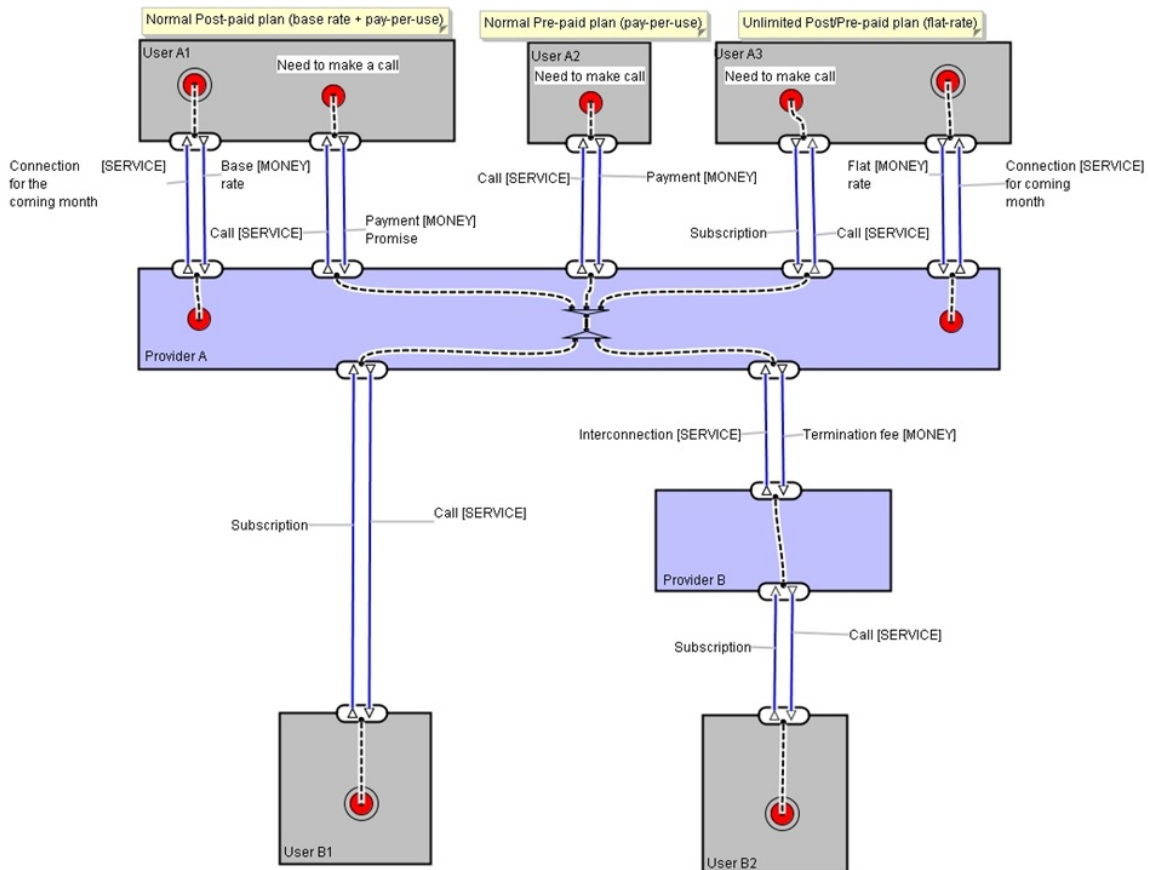 Normal Post-paid plan (base rate + pay-per-use)
Normal Pre-paid plan (pay-per-use)
Unlimited Post/Pre-paid plan (flat-rate)
User A1
Need to make a call
User A2
Need to make call
User A3
Need to make call
Connection [SERVICE]
for the
coming month
Base [MONEY]
rate
Call [SERVICE]
Payment [MONEY]
Promise
Call [SERVICE]
Payment [MONEY]
Subscription
Call [SERVICE]
Flat [MONEY]
rate
Connection [SERVICE]
for coming
month
Provider A
Interconnection [SERVICE]
Termination fee [MONEY]
Subscription
Call [SERVICE]
Provider B
Subscription
Call [SERVICE]
User B1
User B2